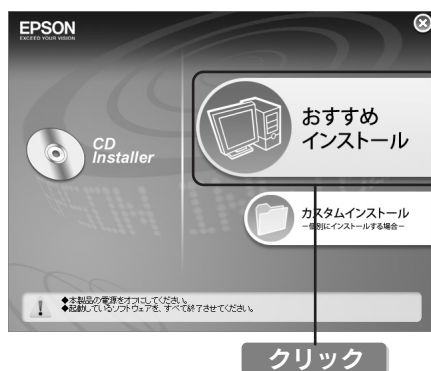 EPSON
EXCEED YOUR VISION
CD
Installer
おすすめ
インストール
カスタムインストール
－個別にインストールする場合－
◆本製品の電源をオフにしてください。
◆起動しているソフトウェアを、すべて終了させてください。
クリック